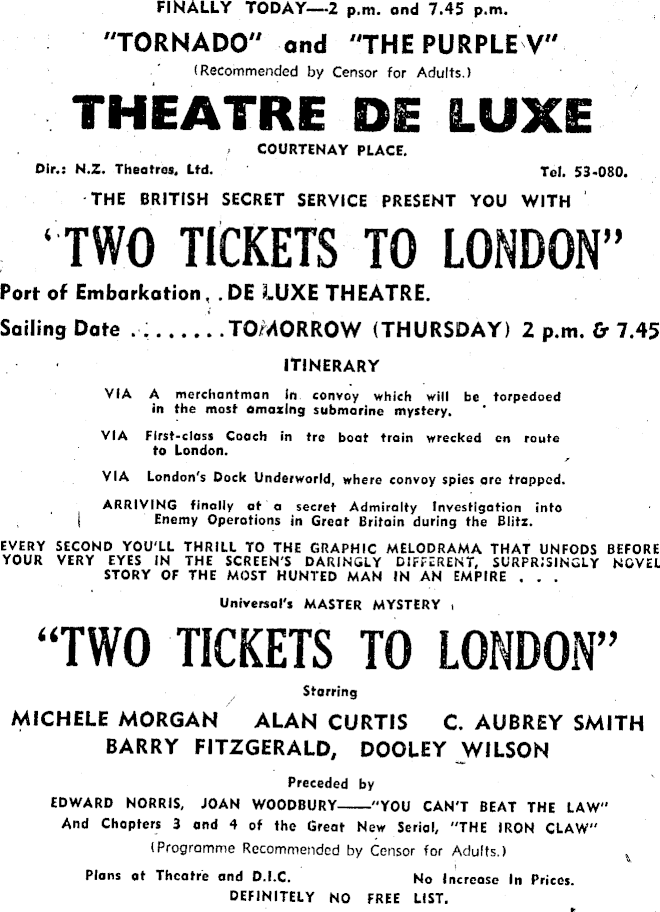 FINALLY TODAY—2 p.m. and 7.45 p.m.
"TORNADO" and "THE PURPLE V"
(Recommended by Censor for Adults.)
THEATRE DE LUXE
COURTENAY PLACE.
Dir.: N.Z. Theatres, Ltd. Tel. 53-080.
THE BRITISH SECRET SERVICE PRESENT YOU WITH
"TWO TICKETS TO LONDON"
Port of Embarkation . . DE LUXE THEATRE.
Sailing Date . . . . . . . . TOMORROW (THURSDAY) 2 p.m. & 7.45
ITINERARY
VIA A merchantman in convoy which will be torpedoed
in the most amazing submarine mystery.
VIA First-class Coach in tre boat train wrecked en route
to London.
VIA London's Dock Underworld, where convoy spies are trapped.
ARRIVING finally at a secret Admiralty Investigation into
Enemy Operations in Great Britain during the Blitz.
EVERY SECOND YOU'LL THRILL TO THE GRAPHIC MELODRAMA THAT UNFODS BEFORE
YOUR VERY EYES IN THE SCREEN'S DARINGLY DIFFERENT, SURPRISINGLY NOVEL
STORY OF THE MOST HUNTED MAN IN AN EMPIRE . . .
Universal's MASTER MYSTERY
"TWO TICKETS TO LONDON"
Starring
MICHELE MORGAN ALAN CURTIS C. AUBREY SMITH
BARRY FITZGERALD, DOOLEY WILSON
Preceded by
EDWARD NORRIS, JOAN WOODBURY——"YOU CAN'T BEAT THE LAW"
And Chapters 3 and 4 of the Great New Serial, "THE IRON CLAW"
(Programme Recommended by Censor for Adults.)
Plans at Theatre and D.I.C. No Increase In Prices.
DEFINITELY NO FREE LIST.